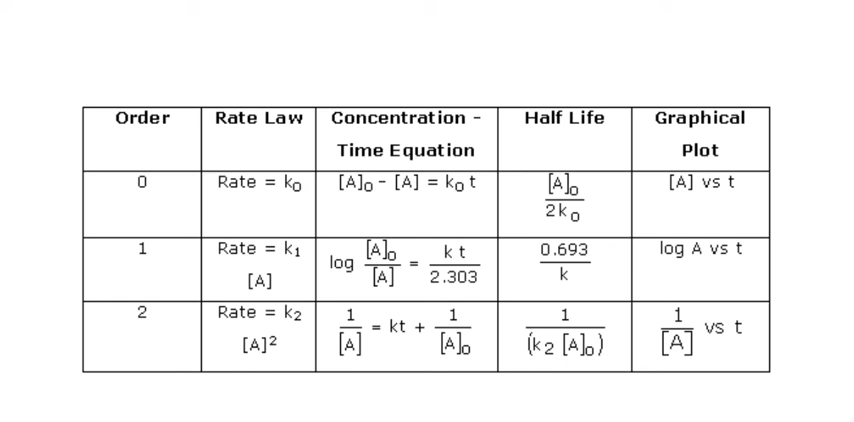 Order Rate Law Concentration – Time Equation Half Life Graphical Plot
0 Rate = k₀ [A]₀ – [A] = k₀ t [A]₀ / 2k₀ [A] vs t
1 Rate = k₁ [A] log [A]₀ / [A] = k t / 2.303 0.693 / k log A vs t
2 Rate = k₂ [A]² 1 / [A] = kt + 1 / [A]₀ 1 / (k₂ [A]₀) 1 / [A] vs t